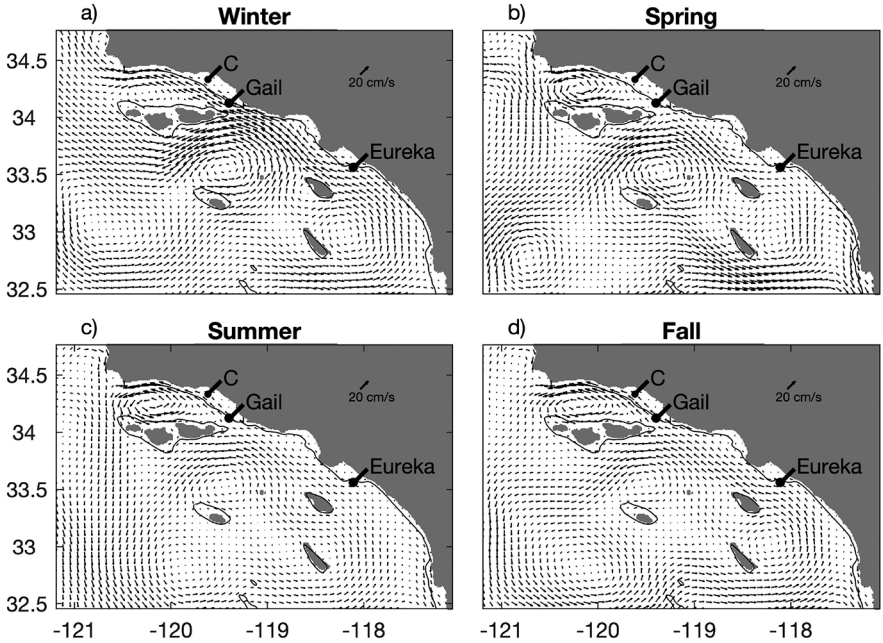 a) Winter
b) Spring
34.5
34
33.5
33
32.5
C
Gail
Eureka
20 cm/s
C
Gail
Eureka
20 cm/s
c) Summer
d) Fall
34.5
34
33.5
33
32.5
C
Gail
Eureka
20 cm/s
C
Gail
Eureka
20 cm/s
-121 -120 -119 -118
-121 -120 -119 -118